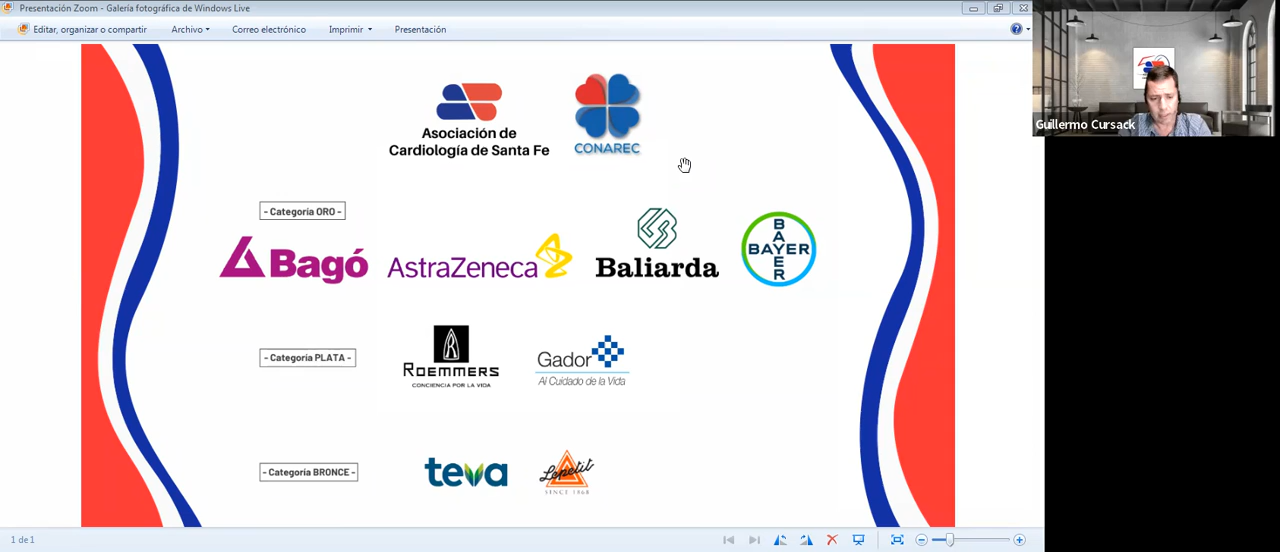 Presentación Zoom - Galería fotográfica de Windows Live
Editar, organizar o compartir
Archivo
Correo electrónico
Imprimir
Presentación
Guillermo Cursack
Asociación de
Cardiología de Santa Fe
CONAREC
- Categoría ORO -
Bagó
AstraZeneca
Baliarda
BAYER
BAYER
- Categoría PLATA -
ROEMMERS
CONCIENCIA POR LA VIDA
Gador
Al Cuidado de la Vida
- Categoría BRONCE -
teva
Lepetit
SINCE 1868
1 de 1